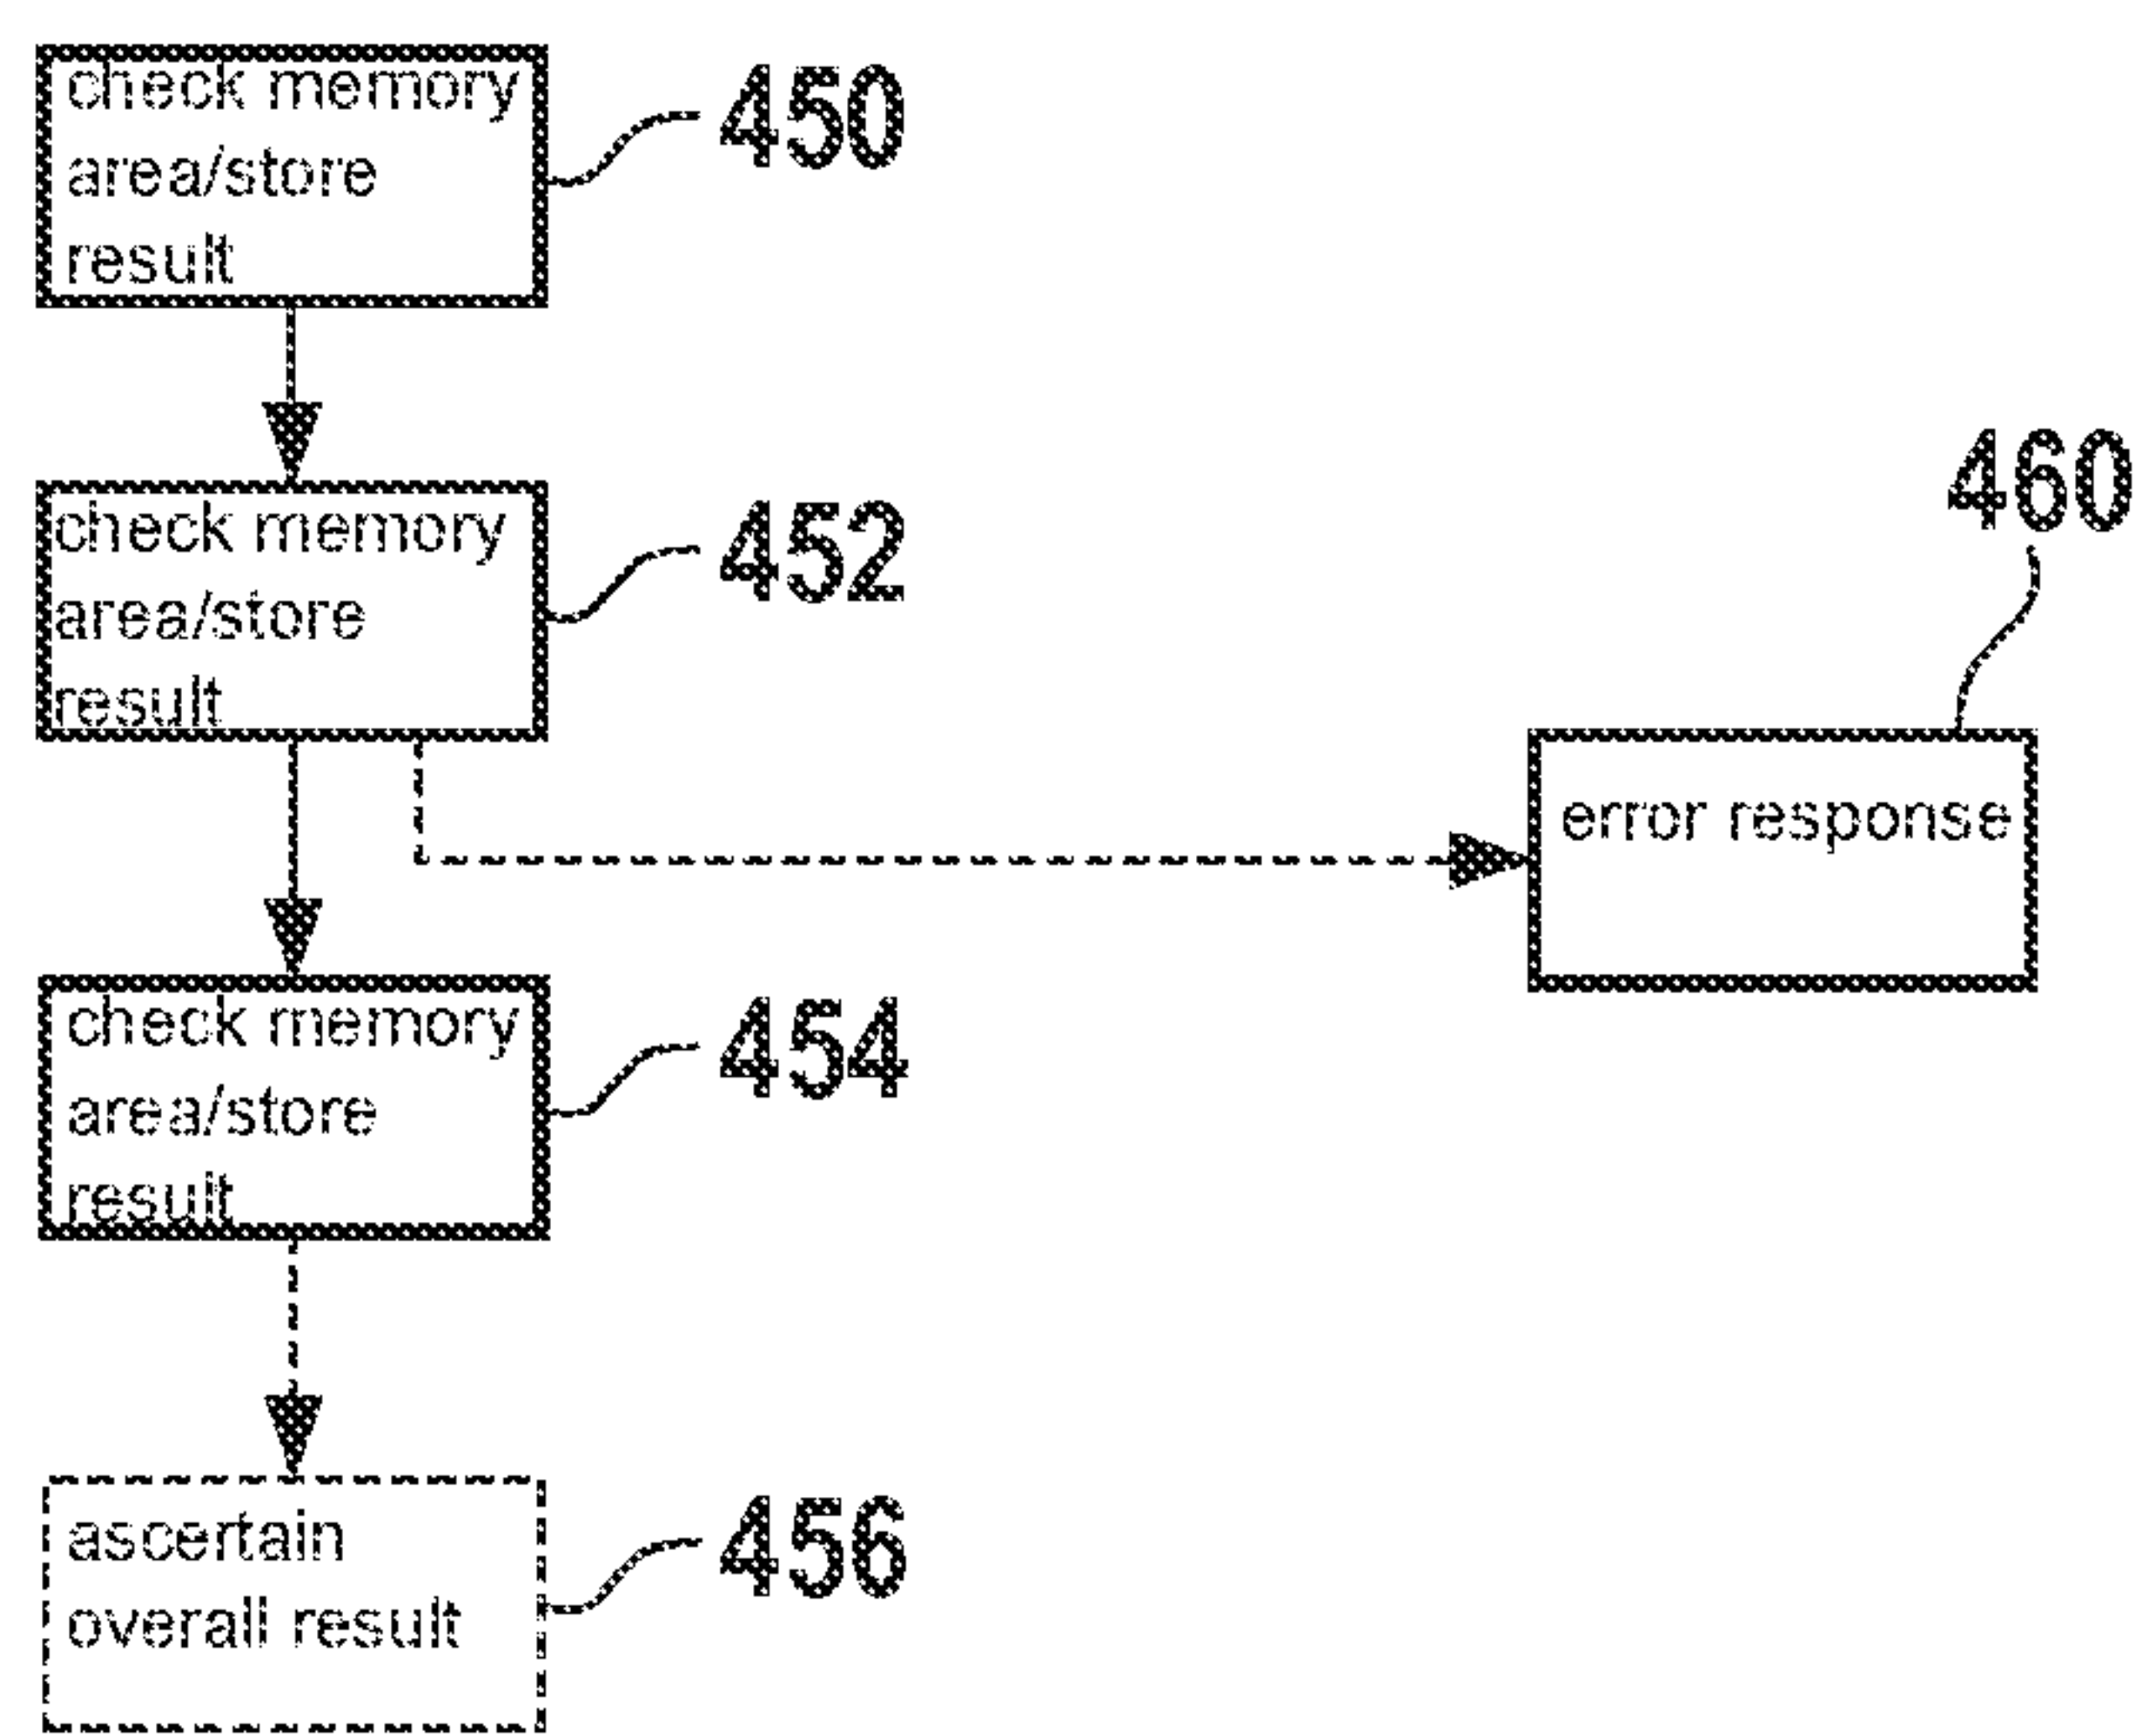 check memory
area/store
result
450
check memory
area/store
result
452
460
error response
check memory
area/store
result
454
ascertain
overall result
456